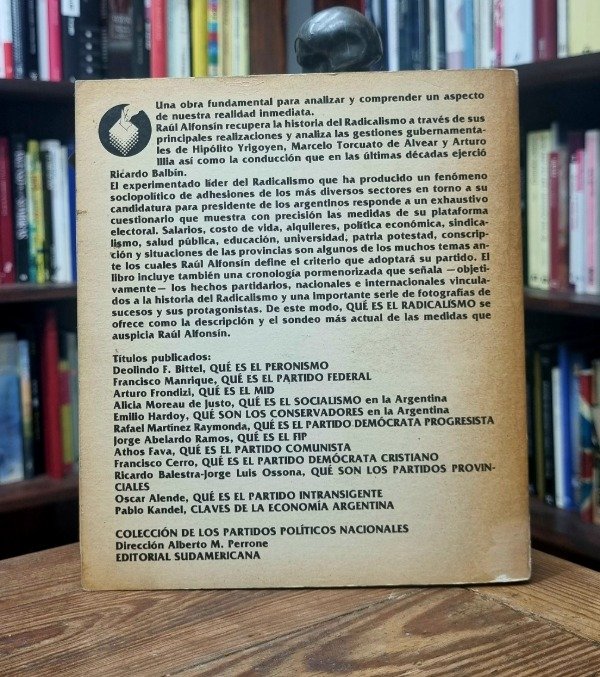 Una obra fundamental para analizar y comprender un aspecto
de nuestra realidad inmediata.
Raúl Alfonsín recupera la historia del Radicalismo a través de sus
principales realizaciones y analiza las gestiones gubernamenta-
les de Hipólito Yrigoyen, Marcelo Torcuato de Alvear y Arturo
Illia así como la conducción que en las últimas décadas ejerció
Ricardo Balbín.
El experimentado líder del Radicalismo que ha producido un fenómeno
sociopolítico de adhesiones de los más diversos sectores en torno a su
candidatura para presidente de los argentinos responde a un exhaustivo
cuestionario que muestra con precisión las medidas de su plataforma
electoral. Salarios, costo de vida, alquileres, política económica, sindica-
lismo, salud pública, educación, universidad, patria potestad, conscrip-
ción y situaciones de las provincias son algunos de los muchos temas an-
te los cuales Raúl Alfonsín define el criterio que adoptará su partido. El
libro incluye también una cronología pormenorizada que señala —objeti-
vamente— los hechos partidarios, nacionales e internacionales vincula-
dos a la historia del Radicalismo y una importante serie de fotografías de
sucesos y sus protagonistas. De este modo, QUÉ ES EL RADICALISMO se
ofrece como la descripción y el sondeo más actual de las medidas que
auspicia Raúl Alfonsín.
Títulos publicados:
Deolindo F. Bittel, QUÉ ES EL PERONISMO
Francisco Manrique, QUÉ ES EL PARTIDO FEDERAL
Arturo Frondizi, QUÉ ES EL MID
Alicia Moreau de Justo, QUÉ ES EL SOCIALISMO en la Argentina
Emilio Hardoy, QUÉ SON LOS CONSERVADORES en la Argentina
Rafael Martínez Raymonda, QUÉ ES EL PARTIDO DEMÓCRATA PROGRESISTA
Jorge Abelardo Ramos, QUÉ ES EL FIP
Athos Fava, QUÉ ES EL PARTIDO COMUNISTA
Francisco Cerro, QUÉ ES EL PARTIDO DEMÓCRATA CRISTIANO
Ricardo Balestra-Jorge Luis Ossona, QUÉ SON LOS PARTIDOS PROVIN-
CIALES
Oscar Alende, QUÉ ES EL PARTIDO INTRANSIGENTE
Pablo Kandel, CLAVES DE LA ECONOMÍA ARGENTINA
COLECCIÓN DE LOS PARTIDOS POLÍTICOS NACIONALES
Dirección Alberto M. Perrone
EDITORIAL SUDAMERICANA